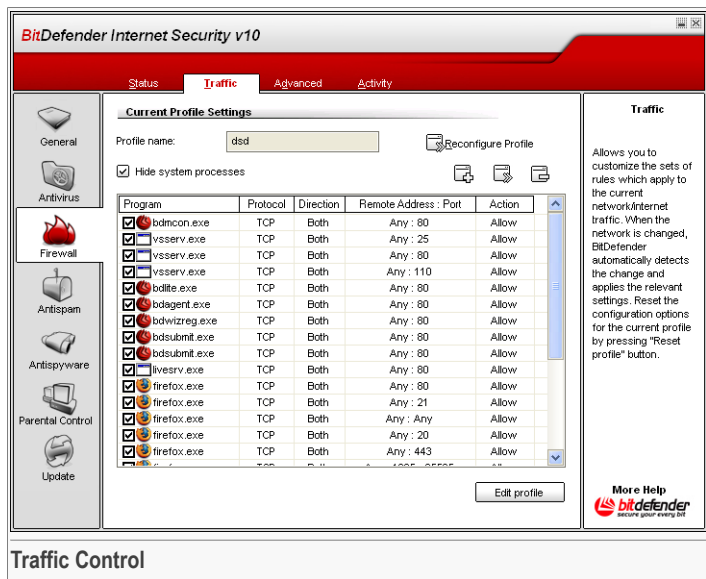 BitDefender Internet Security v10
Status Traffic Advanced Activity
General
Antivirus
Firewall
Antispam
Antispyware
Parental Control
Update
Current Profile Settings
Profile name: dsd Reconfigure Profile
Hide system processes
Program Protocol Direction Remote Address : Port Action
bdmcon.exe TCP Both Any : 80 Allow
vsserv.exe TCP Both Any : 25 Allow
vsserv.exe TCP Both Any : 80 Allow
vsserv.exe TCP Both Any : 110 Allow
bdlite.exe TCP Both Any : 80 Allow
bdagent.exe TCP Both Any : 80 Allow
bdwizreg.exe TCP Both Any : 80 Allow
bdsubmit.exe TCP Both Any : 80 Allow
bdsubmit.exe TCP Both Any : 80 Allow
livesrv.exe TCP Both Any : 80 Allow
firefox.exe TCP Both Any : 80 Allow
firefox.exe TCP Both Any : 21 Allow
firefox.exe TCP Both Any : Any Allow
firefox.exe TCP Both Any : 20 Allow
firefox.exe TCP Both Any : 443 Allow
Edit profile
Traffic
Allows you to
customize the sets of
rules which apply to
the current
network/internet
traffic. When the
network is changed,
BitDefender
automatically detects
the change and
applies the relevant
settings. Reset the
configuration options
for the current profile
by pressing "Reset
profile" button.
More Help
bitdefender
secure your every bit
Traffic Control